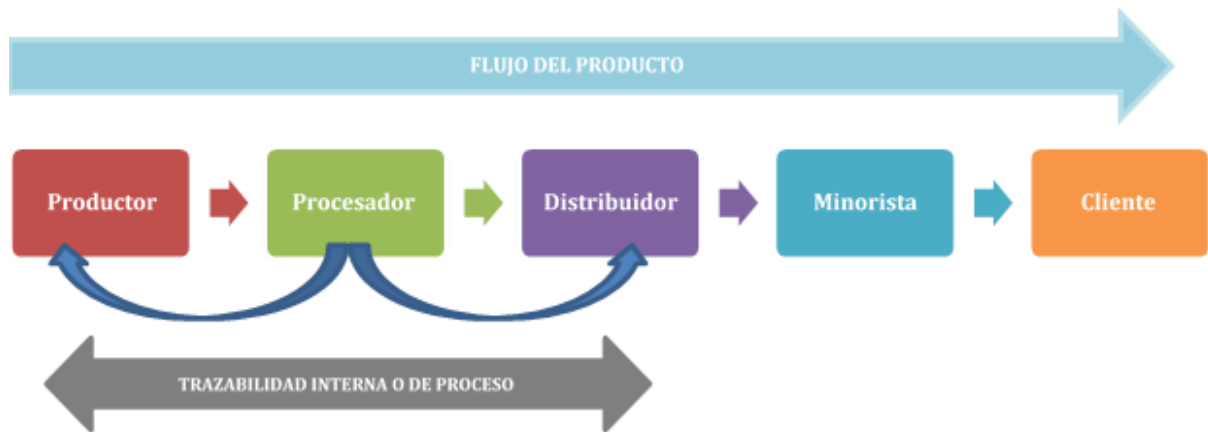 FLUJO DEL PRODUCTO
Productor
Procesador
Distribuidor
Minorista
Cliente
TRAZABILIDAD INTERNA O DE PROCESO